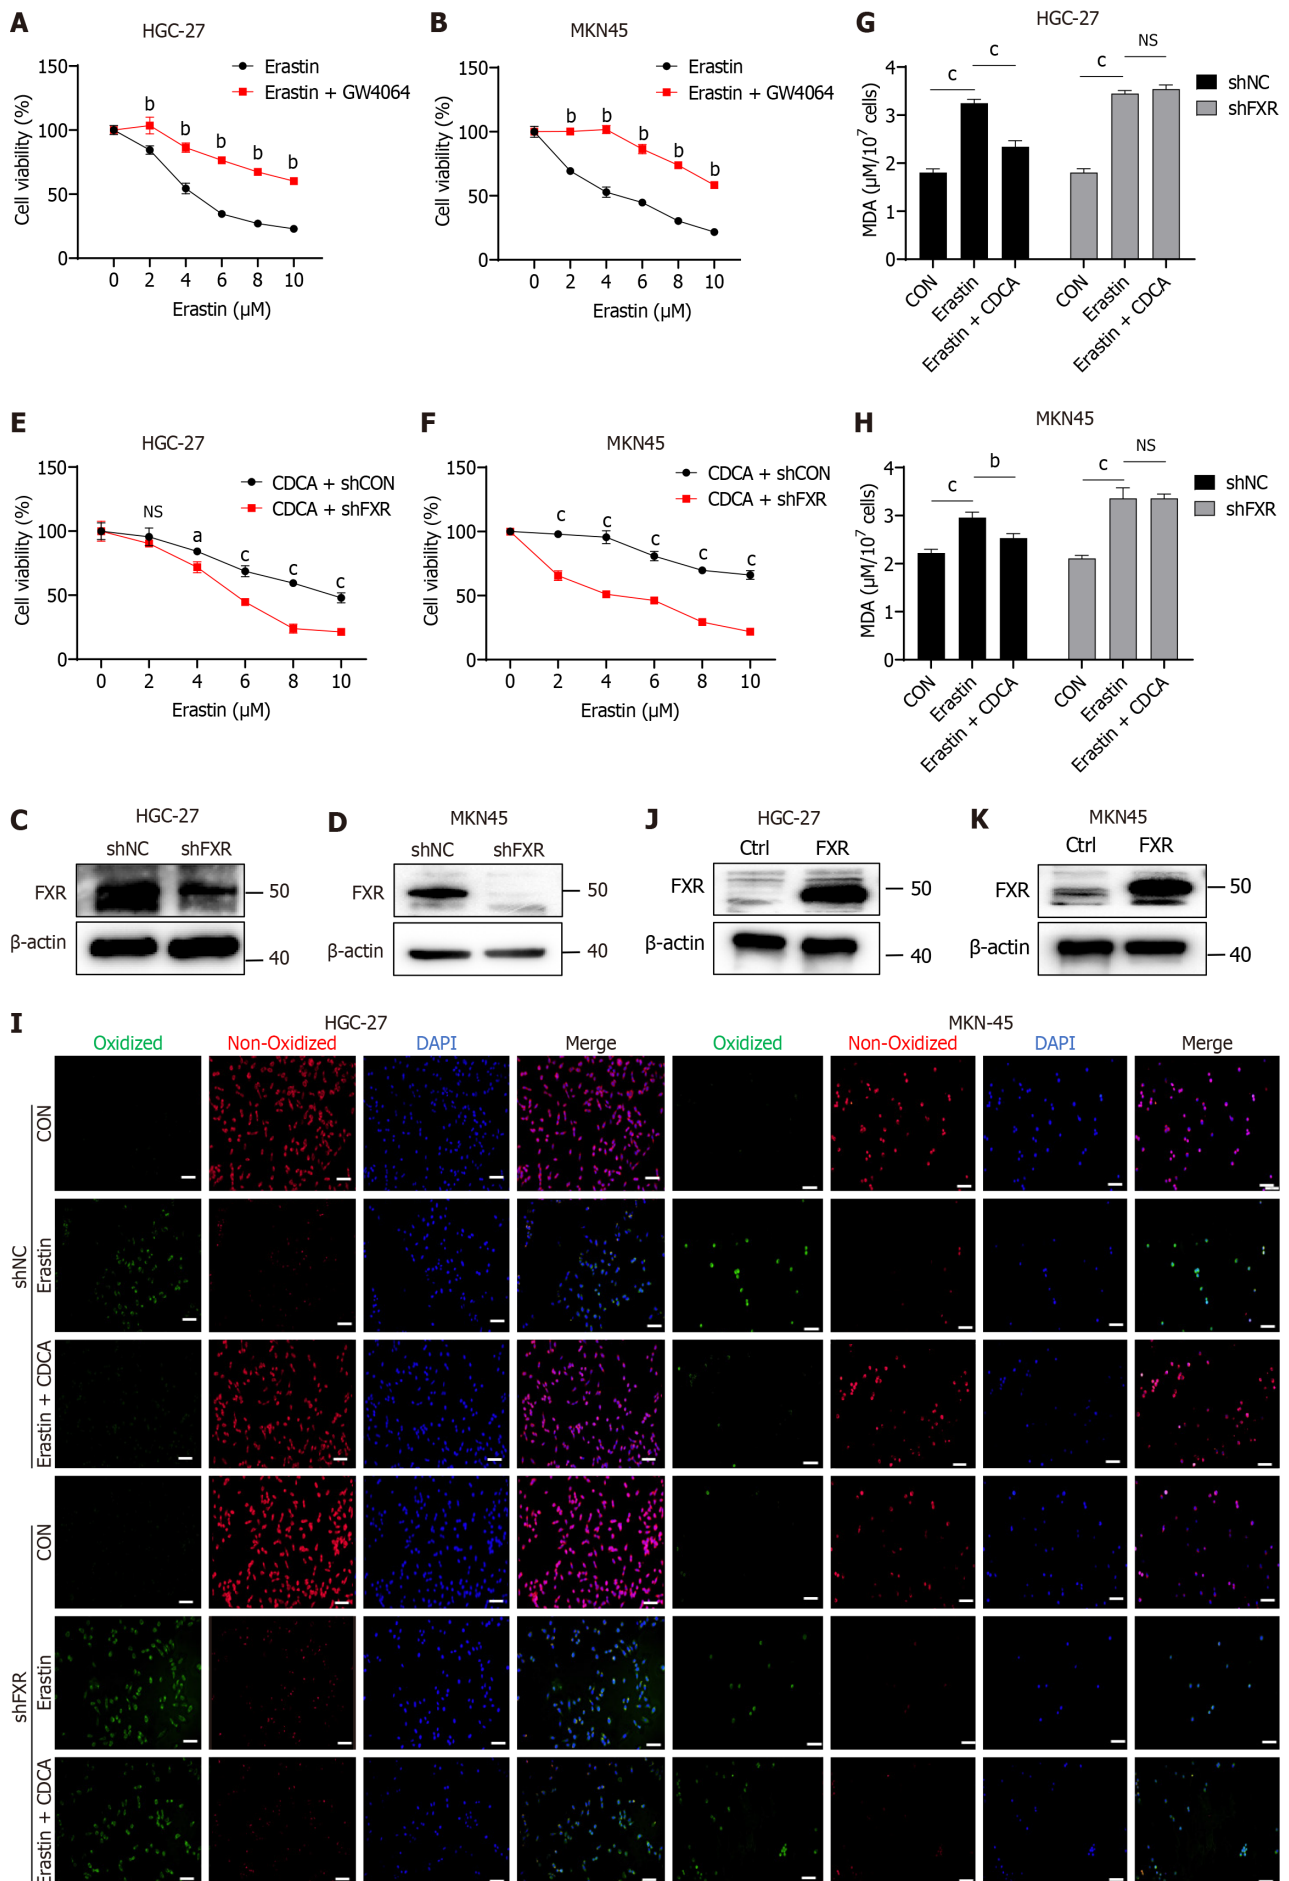 A
HGC-27
150
100
50
0
Cell viability (%)
Erastin
Erastin + GW4064
b
b
b
b
b
0 2 4 6 8 10
Erastin (μM)
B
MKN45
150
100
50
0
Cell viability (%)
Erastin
Erastin + GW4064
b
b
b
b
b
0 2 4 6 8 10
Erastin (μM)
G
HGC-27
4
3
2
1
0
MDA (μM/10⁷ cells)
c
c
c
NS
shNC
shFXR
CON
Erastin
Erastin + CDCA
CON
Erastin
Erastin + CDCA
E
HGC-27
150
100
50
0
Cell viability (%)
CDCA + shCON
CDCA + shFXR
NS
a
c
c
c
0 2 4 6 8 10
Erastin (μM)
F
MKN45
150
100
50
0
Cell viability (%)
CDCA + shCON
CDCA + shFXR
c
c
c
c
c
0 2 4 6 8 10
Erastin (μM)
H
MKN45
4
3
2
1
0
MDA (μM/10⁷ cells)
c
b
c
NS
shNC
shFXR
CON
Erastin
Erastin + CDCA
CON
Erastin
Erastin + CDCA
C
HGC-27
shNC shFXR
FXR
50
β-actin
40
D
MKN45
shNC shFXR
FXR
50
β-actin
40
J
HGC-27
Ctrl FXR
FXR
50
β-actin
40
K
MKN45
Ctrl FXR
FXR
50
β-actin
40
I
HGC-27
MKN-45
Oxidized Non-Oxidized DAPI Merge Oxidized Non-Oxidized DAPI Merge
shNC
CON
Erastin
Erastin + CDCA
shFXR
CON
Erastin
Erastin + CDCA